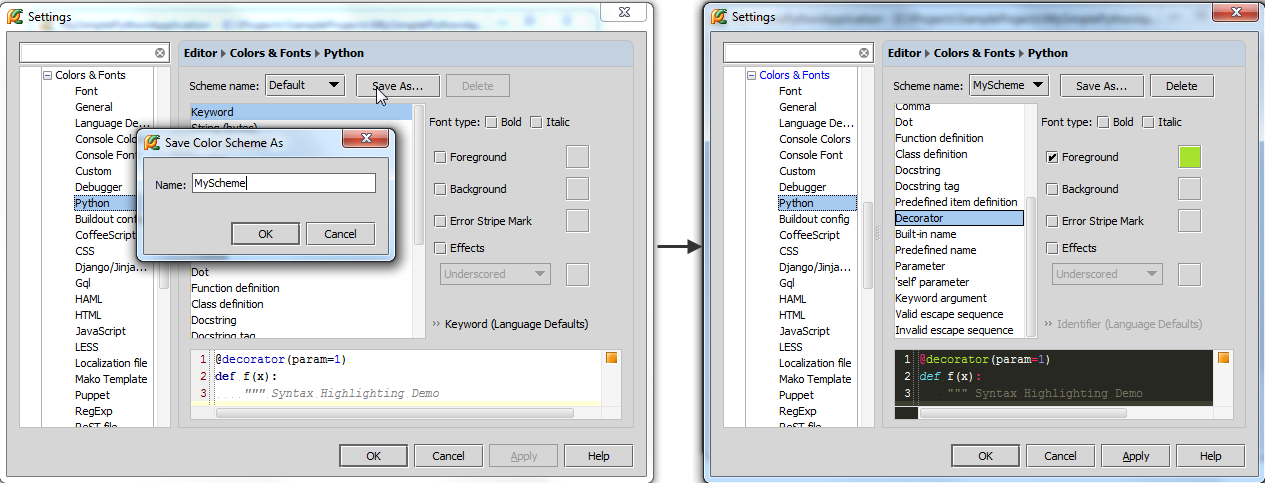 Settings
Editor ▸ Colors & Fonts ▸ Python
Scheme name: Default Save As... Delete
Colors & Fonts
Font
General
Language De...
Console Colo
Console Font
Custom
Debugger
Python
Buildout config
CoffeeScript
CSS
Django/Jinja...
Gql
HAML
HTML
JavaScript
LESS
Localization file
Mako Template
Puppet
RegExp
ReST file
Keyword
String (bytes)
Save Color Scheme As
Name: MyScheme
OK Cancel
Dot
Function definition
Class definition
Docstring
Docstring tag
Font type: Bold Italic
Foreground
Background
Error Stripe Mark
Effects
Underscored
>> Keyword (Language Defaults)
1 @decorator(param=1)
2 def f(x):
3 """ Syntax Highlighting Demo
OK Cancel Apply Help
Settings
Editor ▸ Colors & Fonts ▸ Python
Scheme name: MyScheme Save As... Delete
Colors & Fonts
Font
General
Language De...
Console Colors
Console Font
Custom
Debugger
Python
Buildout config
CoffeeScript
CSS
Django/Jinja...
Gql
HAML
HTML
JavaScript
LESS
Localization file
Mako Template
Puppet
RegExp
ReST file
Comma
Dot
Function definition
Class definition
Docstring
Docstring tag
Predefined item definition
Decorator
Built-in name
Predefined name
Parameter
'self' parameter
Keyword argument
Valid escape sequence
Invalid escape sequence
Font type: Bold Italic
Foreground
Background
Error Stripe Mark
Effects
Underscored
>> Identifier (Language Defaults)
1 @decorator(param=1)
2 def f(x):
3 """ Syntax Highlighting Demo
OK Cancel Apply Help